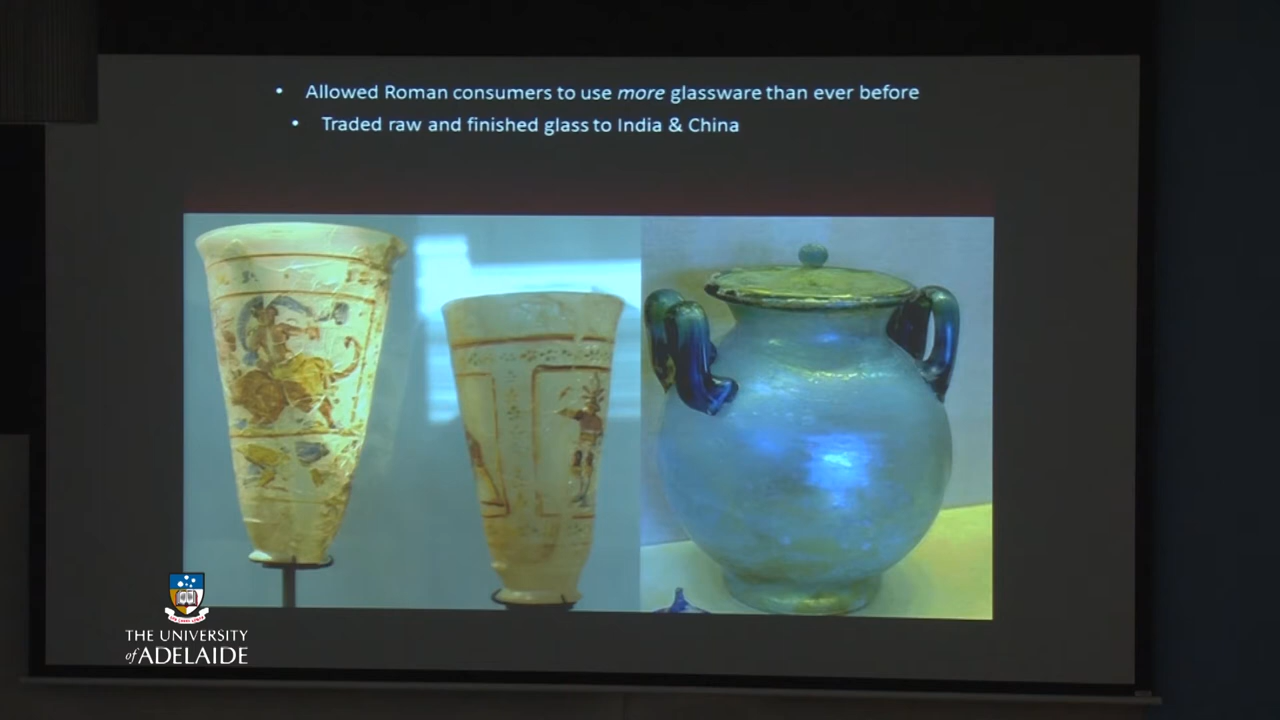 • Allowed Roman consumers to use more glassware than ever before
• Traded raw and finished glass to India & China
THE UNIVERSITY
of ADELAIDE